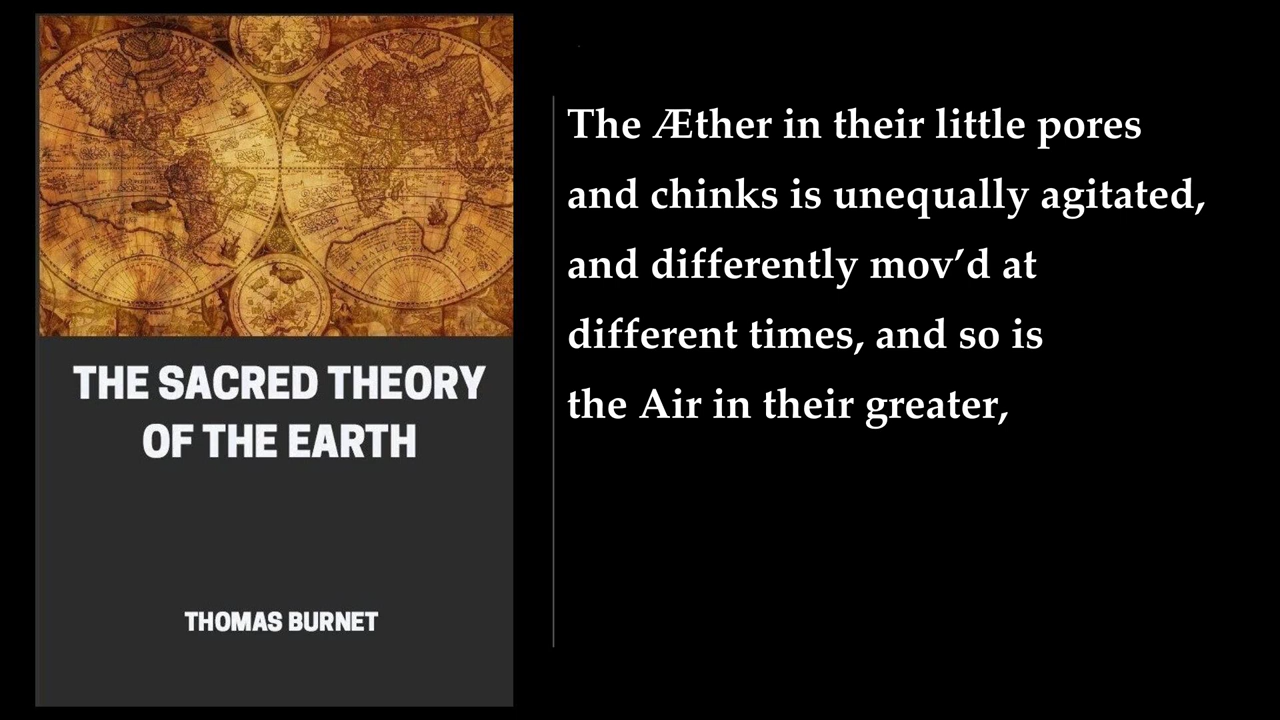 THE SACRED THEORY
OF THE EARTH
THOMAS BURNET
The Æther in their little pores
and chinks is unequally agitated,
and differently mov’d at
different times, and so is
the Air in their greater,